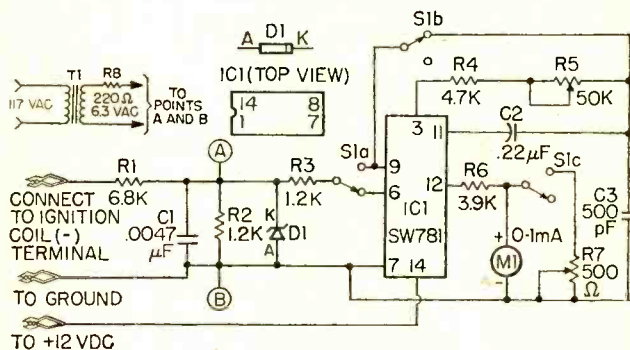 A D1 K
IC1 (TOP VIEW)
14 8
1 7
T1
R8
117 VAC
220Ω
6.3 VAC
TO
POINTS
A AND B
S1b
R4
4.7K
R5
50K
3 11
C2
.22μF
S1a
9
6
12
IC1
SW781
7 14
R6
3.9K
S1c
C3
500
pF
A
R1
6.8K
R3
1.2K
CONNECT
TO IGNITION
COIL (-)
TERMINAL
C1
.0047
μF
R2
1.2K
K
D1
A
+ 0-1mA
M1
-
R7
500
Ω
B
TO GROUND
TO +12 VDC